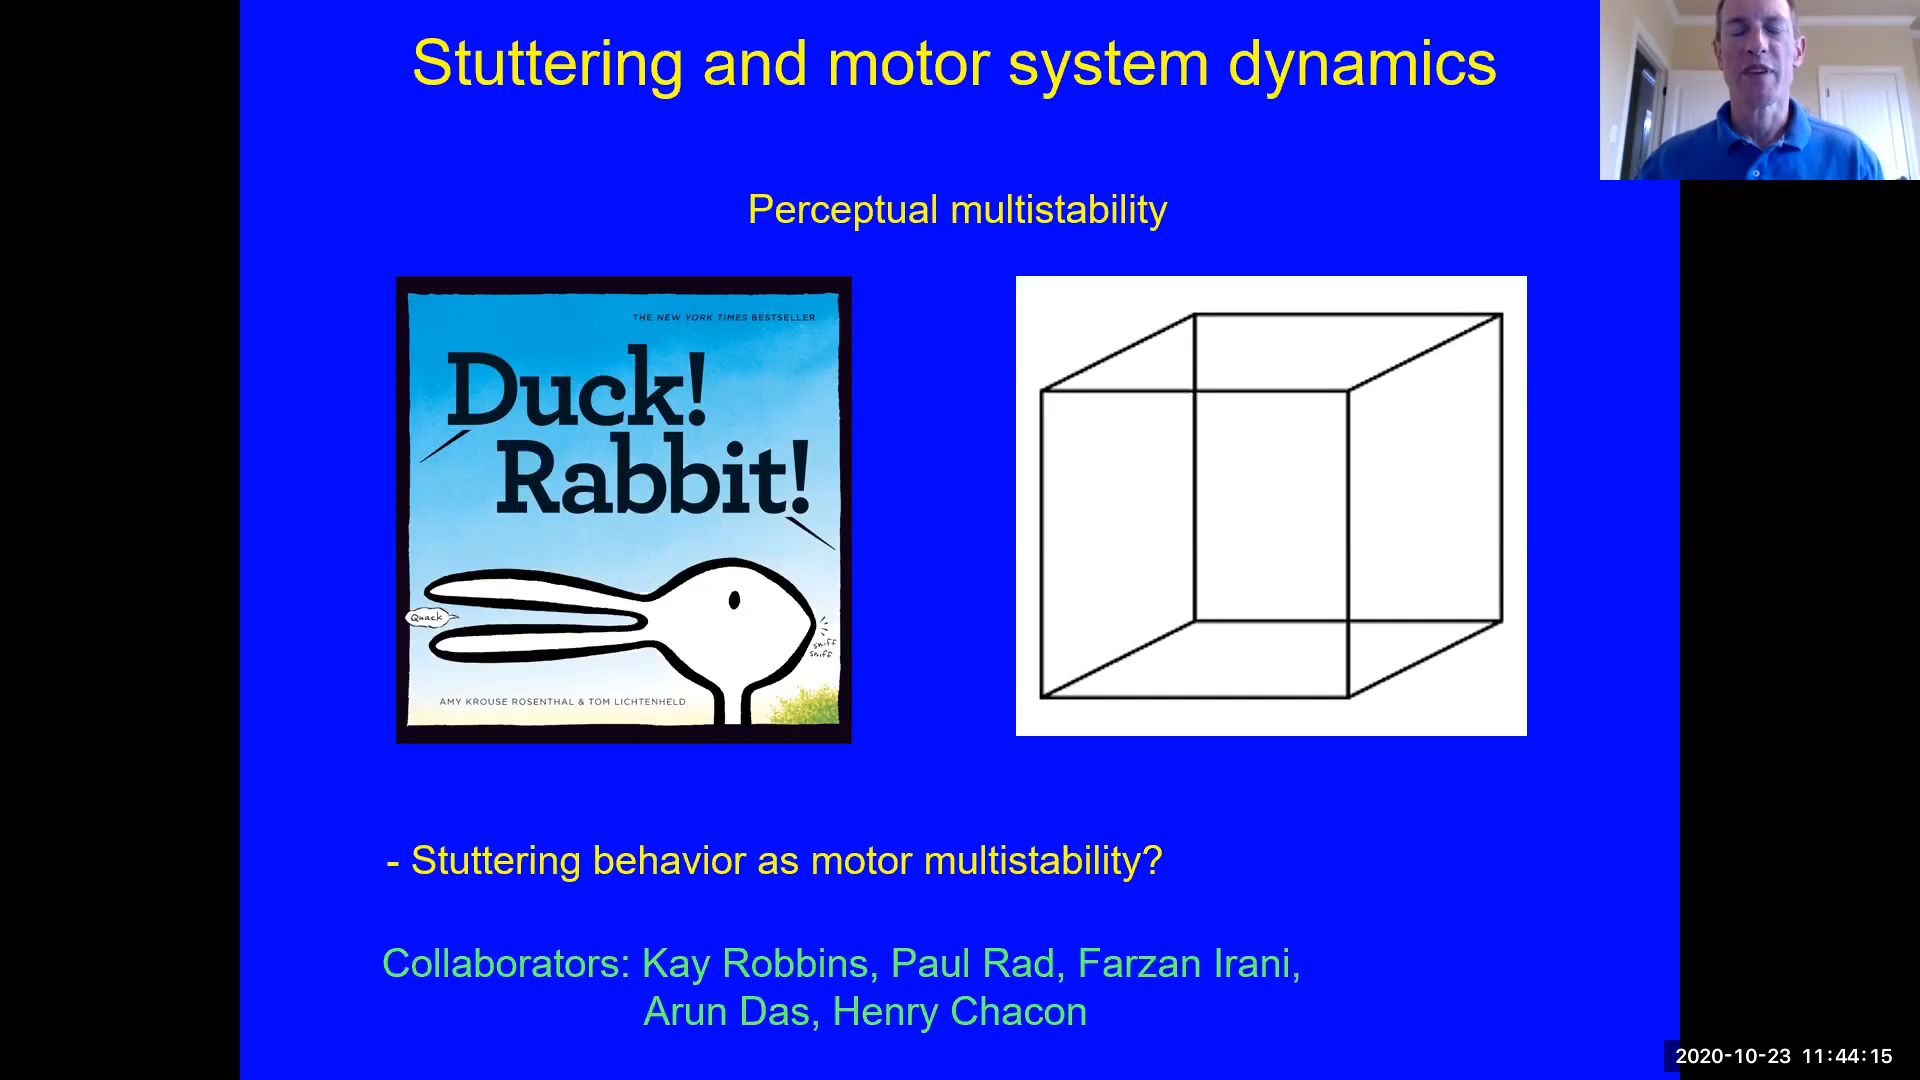 Stuttering and motor system dynamics
Perceptual multistability
THE NEW YORK TIMES BESTSELLER
Duck!
Rabbit!
Quack
sniff
sniff
AMY KROUSE ROSENTHAL & TOM LICHTENHELD
- Stuttering behavior as motor multistability?
Collaborators: Kay Robbins, Paul Rad, Farzan Irani,
Arun Das, Henry Chacon
2020-10-23 11:44:15